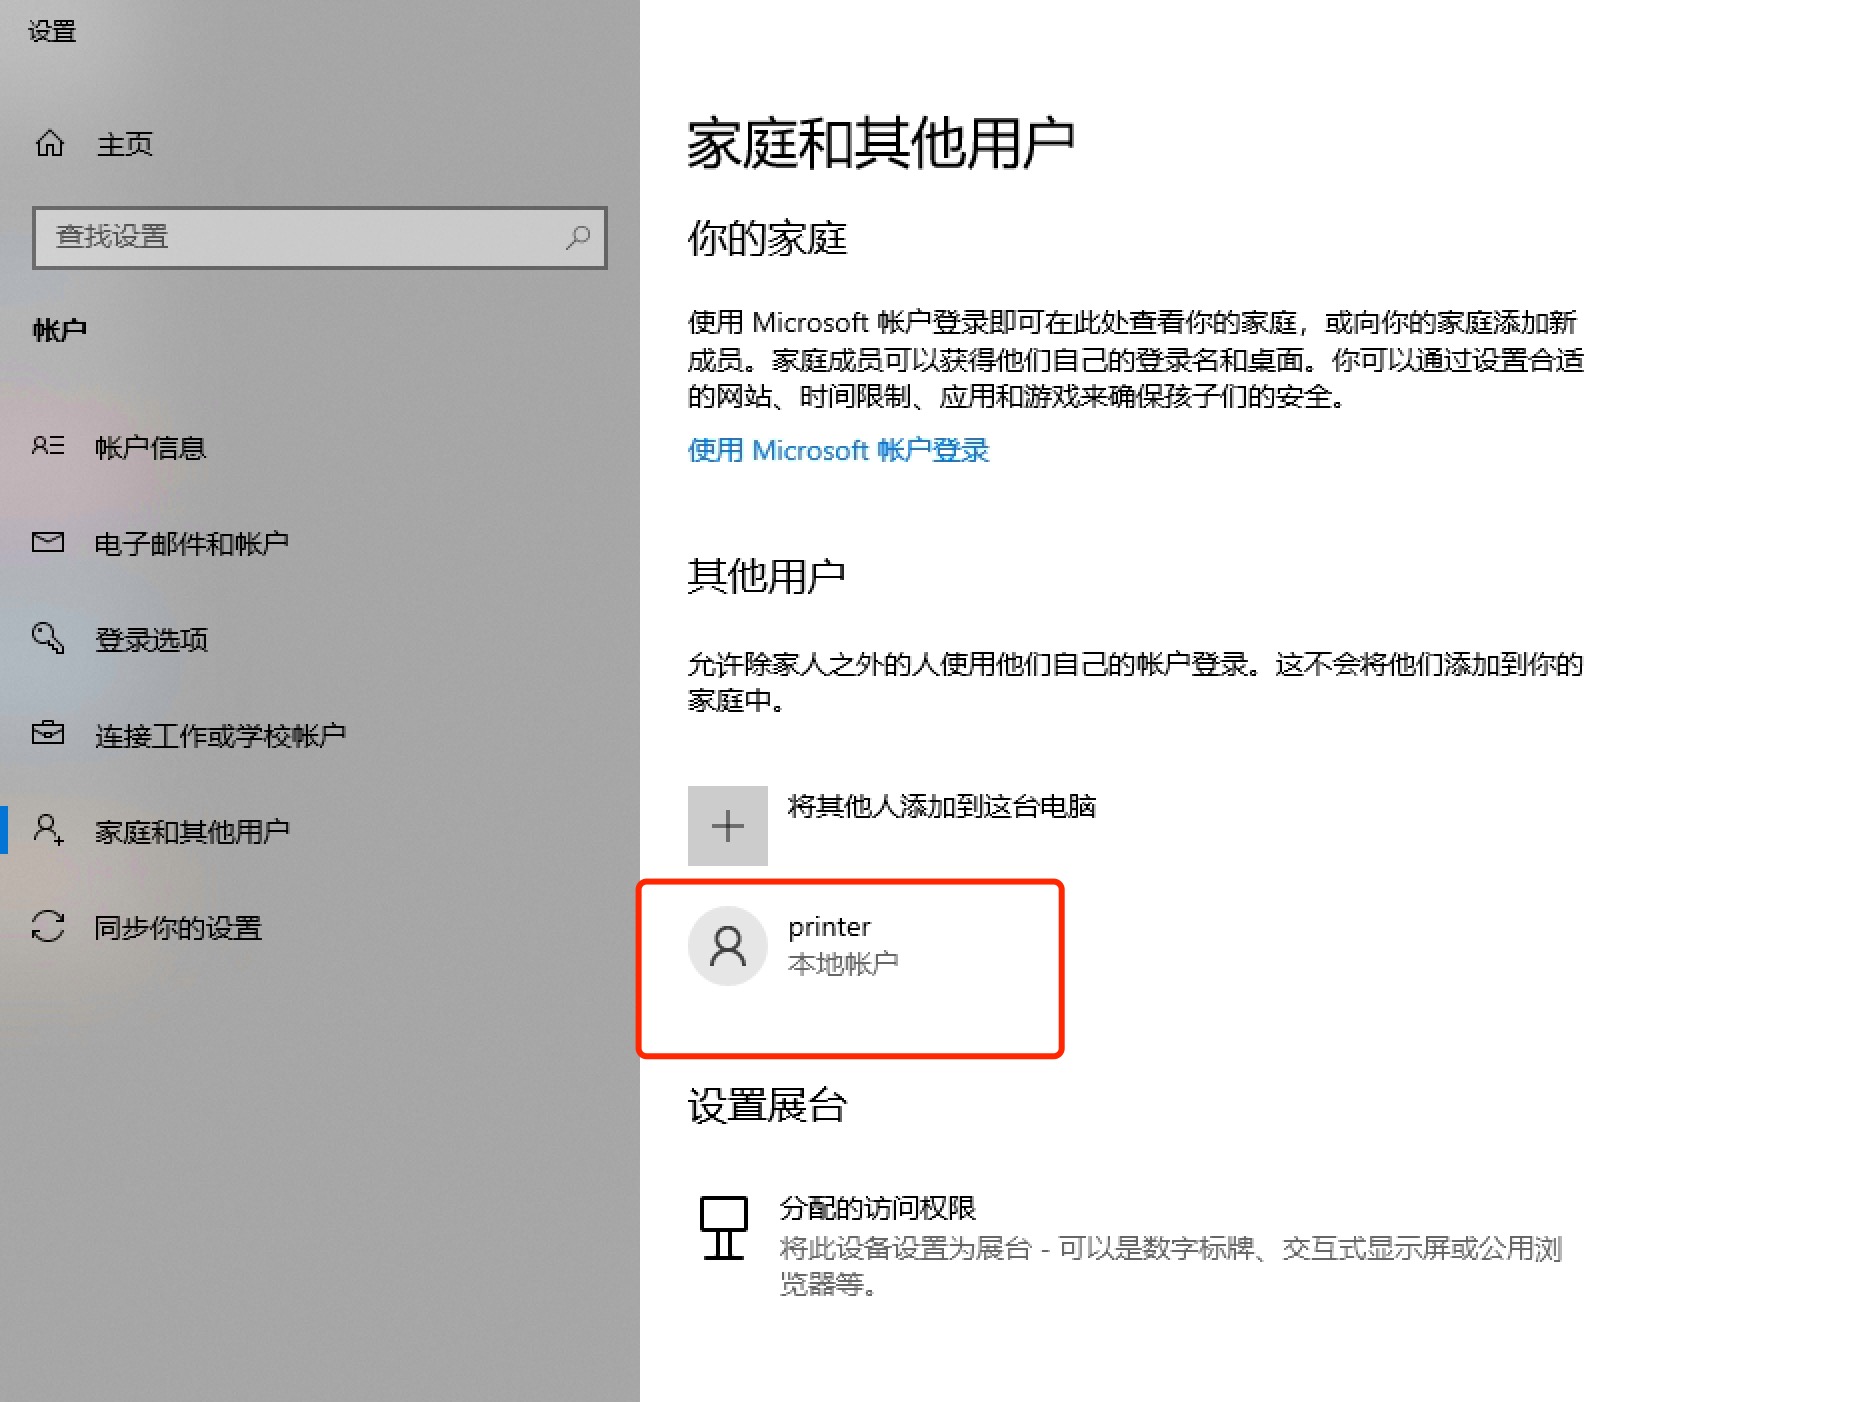 设置
主页
查找设置
帐户
帐户信息
电子邮件和帐户
登录选项
连接工作或学校帐户
家庭和其他用户
同步你的设置
家庭和其他用户
你的家庭
使用 Microsoft 帐户登录即可在此处查看你的家庭，或向你的家庭添加新
成员。家庭成员可以获得他们自己的登录名和桌面。你可以通过设置合适
的网站、时间限制、应用和游戏来确保孩子们的安全。
使用 Microsoft 帐户登录
其他用户
允许除家人之外的人使用他们自己的帐户登录。这不会将他们添加到你的
家庭中。
将其他人添加到这台电脑
printer
本地帐户
设置展台
分配的访问权限
将此设备设置为展台 - 可以是数字标牌、交互式显示屏或公用浏
览器等。